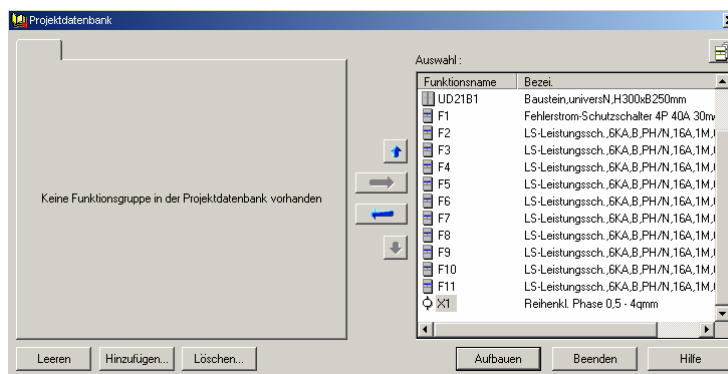 Projektdatenbank
Auswahl :
Funktionsname Bezei.
UD21B1 Baustein,universN,H300xB250mm
F1 Fehlerstrom-Schutzschalter 4P 40A 30m
F2 LS-Leistungssch.,6KA,B,PH/N,16A,1M,
F3 LS-Leistungssch.,6KA,B,PH/N,16A,1M,
F4 LS-Leistungssch.,6KA,B,PH/N,16A,1M,
F5 LS-Leistungssch.,6KA,B,PH/N,16A,1M,
F6 LS-Leistungssch.,6KA,B,PH/N,16A,1M,
F7 LS-Leistungssch.,6KA,B,PH/N,16A,1M,
F8 LS-Leistungssch.,6KA,B,PH/N,16A,1M,
F9 LS-Leistungssch.,6KA,B,PH/N,16A,1M,
F10 LS-Leistungssch.,6KA,B,PH/N,16A,1M,
F11 LS-Leistungssch.,6KA,B,PH/N,16A,1M,
X1 Reihenkl. Phase 0,5 - 4qmm
Keine Funktionsgruppe in der Projektdatenbank vorhanden
Leeren Hinzufügen... Löschen... Aufbauen Beenden Hilfe